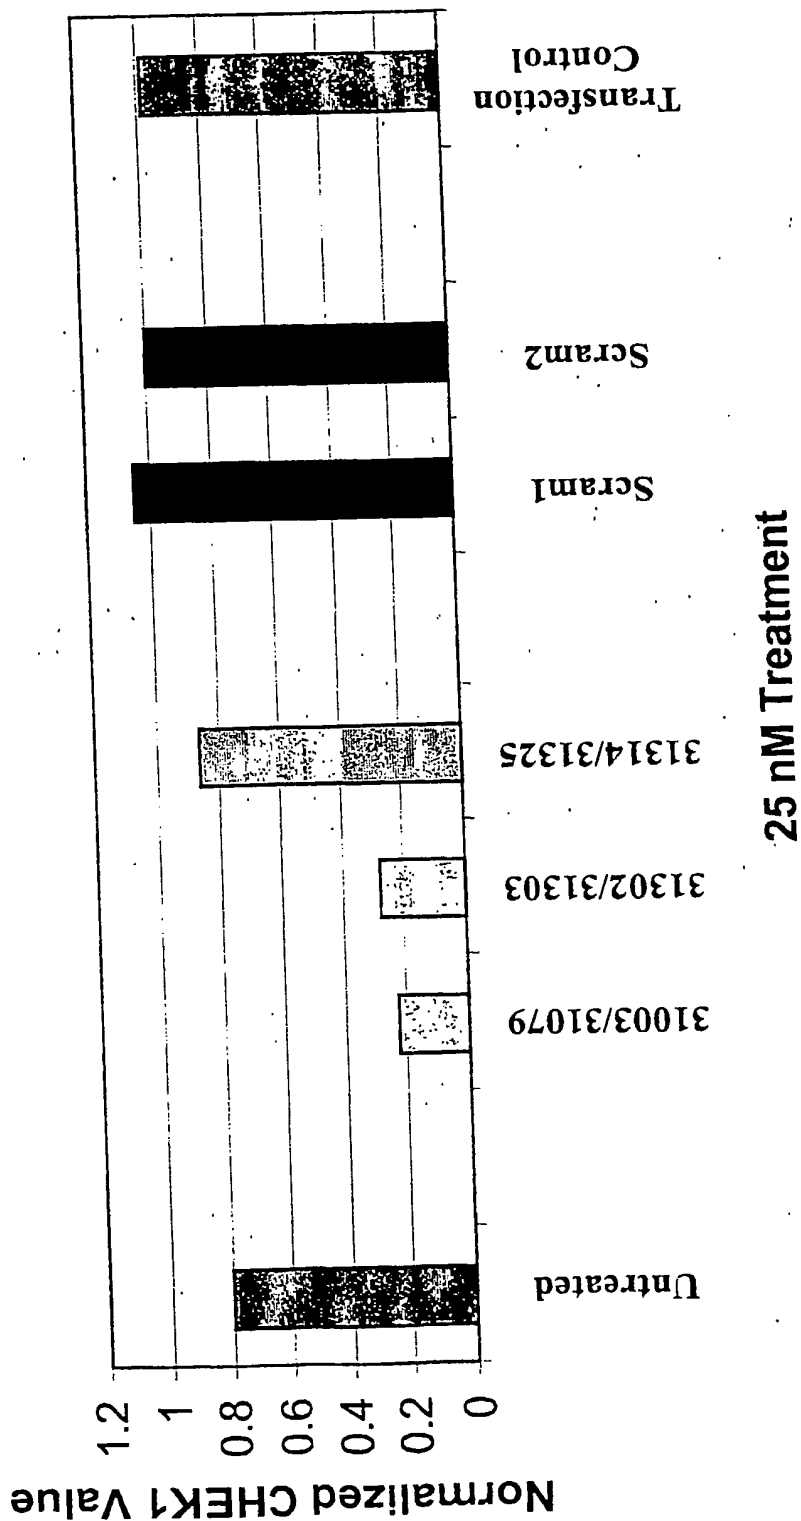 Normalized CHEK1 Value
1.2
1
0.8
0.6
0.4
0.2
0
Untreated
31003/31079
31302/31303
31314/31325
Scram1
Scram2
Transfection
Control
25 nM Treatment